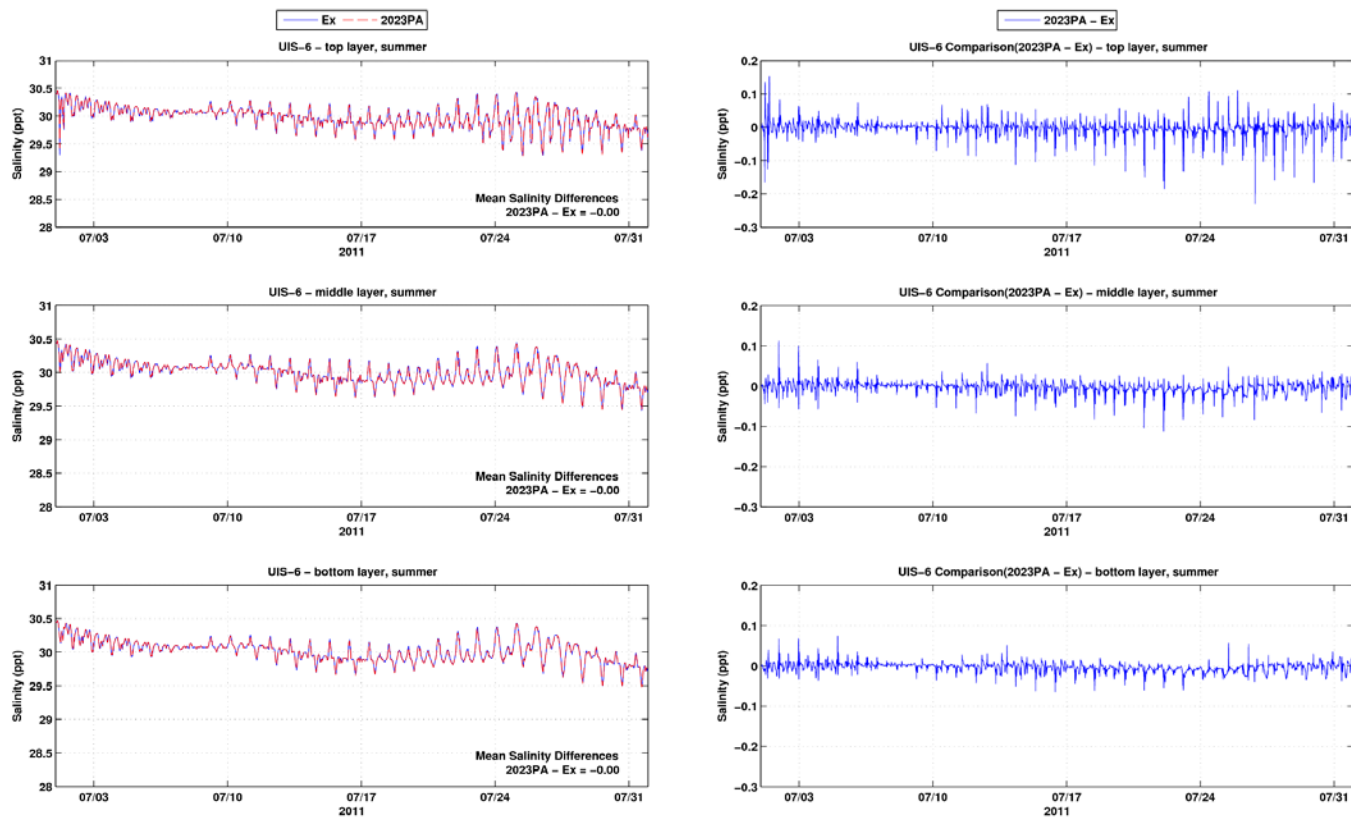 Ex 2023PA
UIS-6 - top layer, summer
31
30.5
30
29.5
29
28.5
28
Salinity (ppt)
Mean Salinity Differences
2023PA - Ex = -0.00
07/03 07/10 07/17 07/24 07/31
2011
2023PA - Ex
UIS-6 Comparison(2023PA - Ex) - top layer, summer
0.2
0.1
0
-0.1
-0.2
-0.3
Salinity (ppt)
07/03 07/10 07/17 07/24 07/31
2011
UIS-6 - middle layer, summer
31
30.5
30
29.5
29
28.5
28
Salinity (ppt)
Mean Salinity Differences
2023PA - Ex = -0.00
07/03 07/10 07/17 07/24 07/31
2011
UIS-6 Comparison(2023PA - Ex) - middle layer, summer
0.2
0.1
0
-0.1
-0.2
-0.3
Salinity (ppt)
07/03 07/10 07/17 07/24 07/31
2011
UIS-6 - bottom layer, summer
31
30.5
30
29.5
29
28.5
28
Salinity (ppt)
Mean Salinity Differences
2023PA - Ex = -0.00
07/03 07/10 07/17 07/24 07/31
2011
UIS-6 Comparison(2023PA - Ex) - bottom layer, summer
0.2
0.1
0
-0.1
-0.2
-0.3
Salinity (ppt)
07/03 07/10 07/17 07/24 07/31
2011